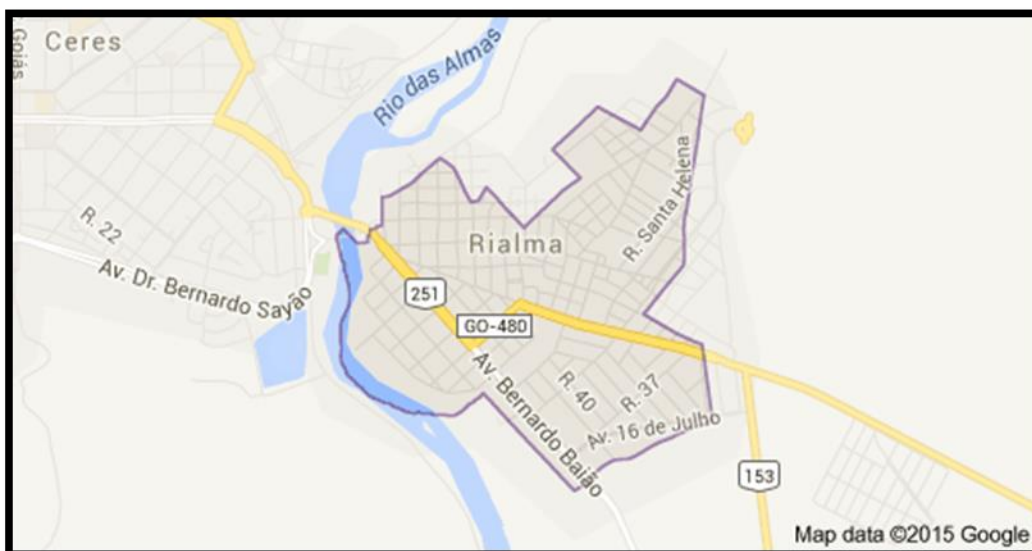 Goiás
Ceres
Rio das Almas
R. 22
Av. Dr. Bernardo Sayão
Rialma
R. Santa Helena
251
GO-480
Av. Bernardo Baião
R. 40
R. 37
Av. 16 de Julho
153
Map data ©2015 Google